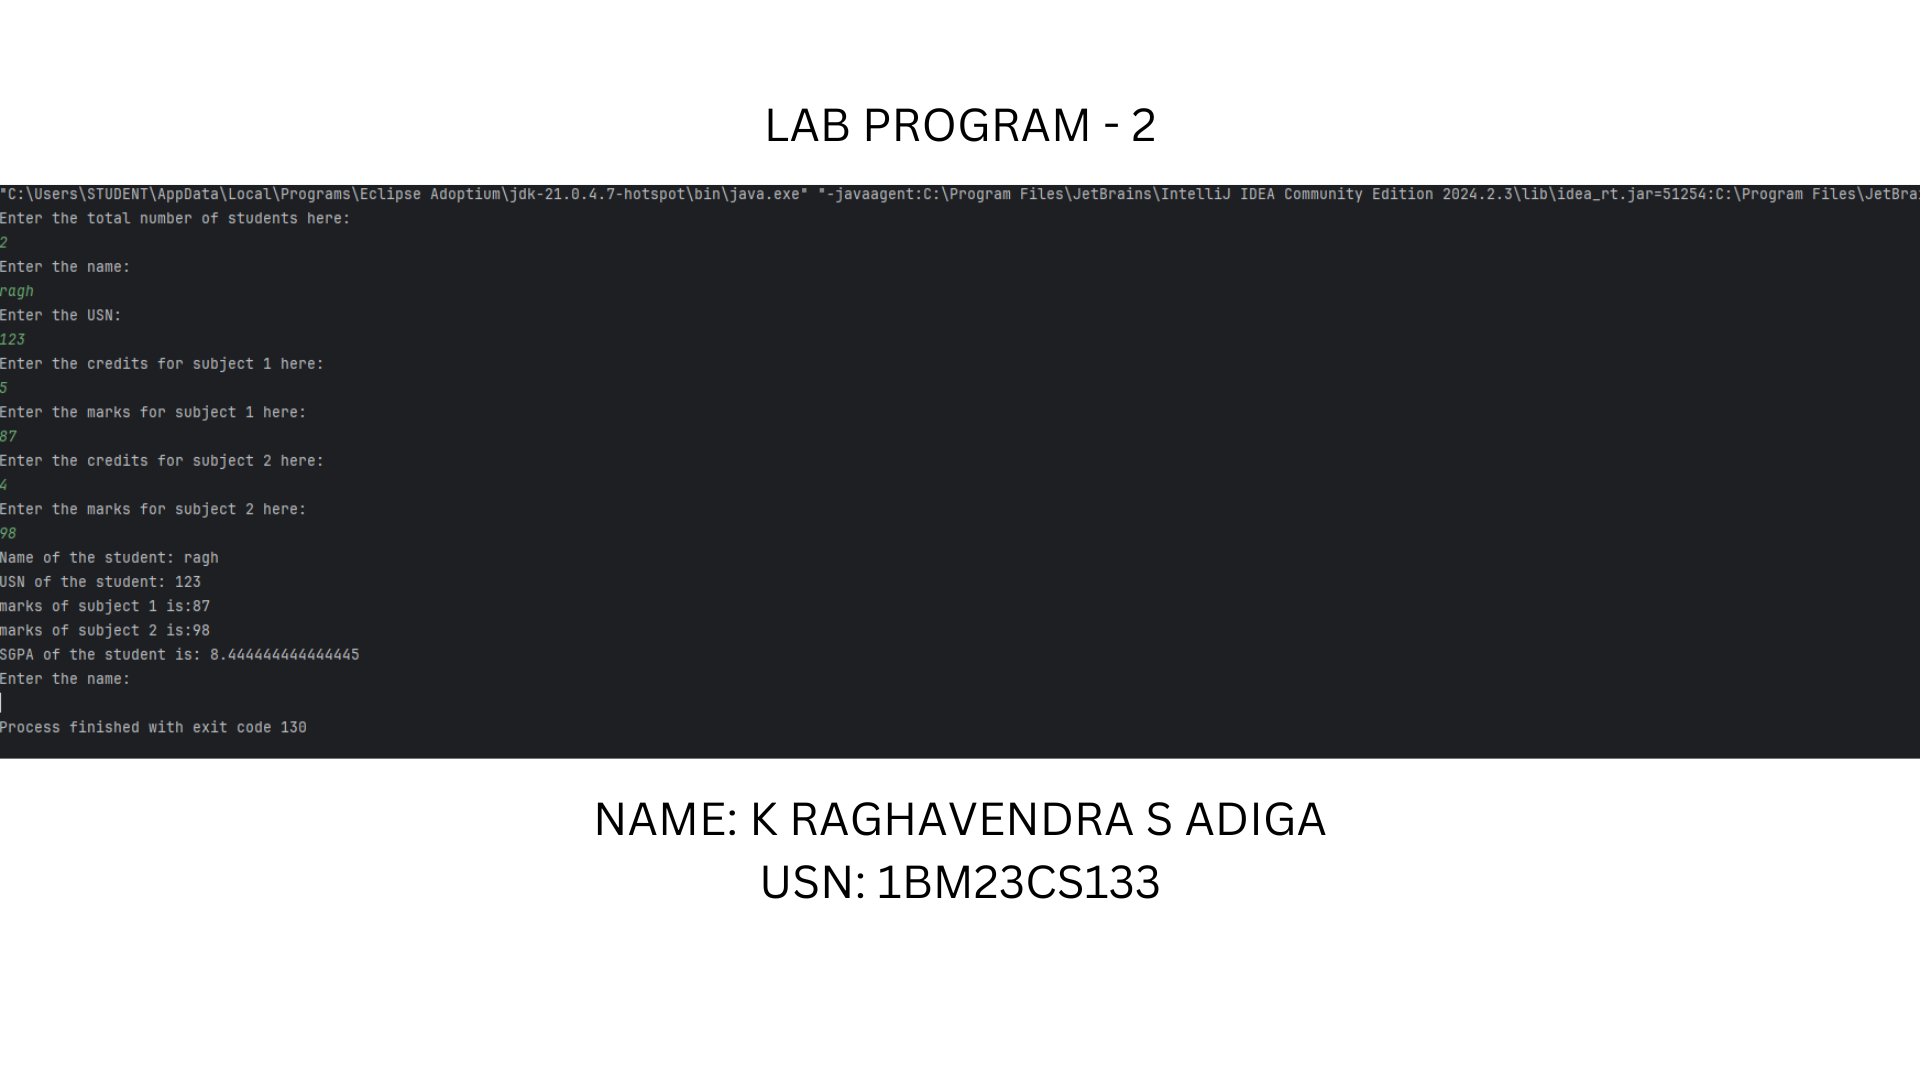 LAB PROGRAM - 2
"C:\Users\STUDENT\AppData\Local\Programs\Eclipse Adoptium\jdk-21.0.4.7-hotspot\bin\java.exe" "-javaagent:C:\Program Files\JetBrains\IntelliJ IDEA Community Edition 2024.2.3\lib\idea_rt.jar=51254:C:\Program Files\JetBra
Enter the total number of students here:
2
Enter the name:
ragh
Enter the USN:
123
Enter the credits for subject 1 here:
5
Enter the marks for subject 1 here:
87
Enter the credits for subject 2 here:
4
Enter the marks for subject 2 here:
98
Name of the student: ragh
USN of the student: 123
marks of subject 1 is:87
marks of subject 2 is:98
SGPA of the student is: 8.444444444444445
Enter the name:
Process finished with exit code 130
NAME: K RAGHAVENDRA S ADIGA
USN: 1BM23CS133